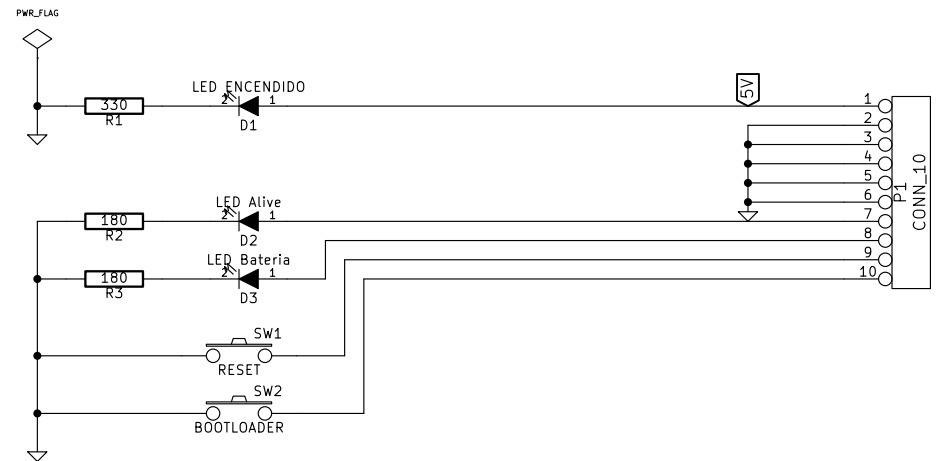 PWR_FLAG
LED ENCENDIDO
330
R1
2
1
D1
5V
1
2
3
4
5
6
7
8
9
10
P1
CONN_10
LED Alive
180
R2
2
1
D2
LED Bateria
180
R3
2
1
D3
SW1
RESET
SW2
BOOTLOADER